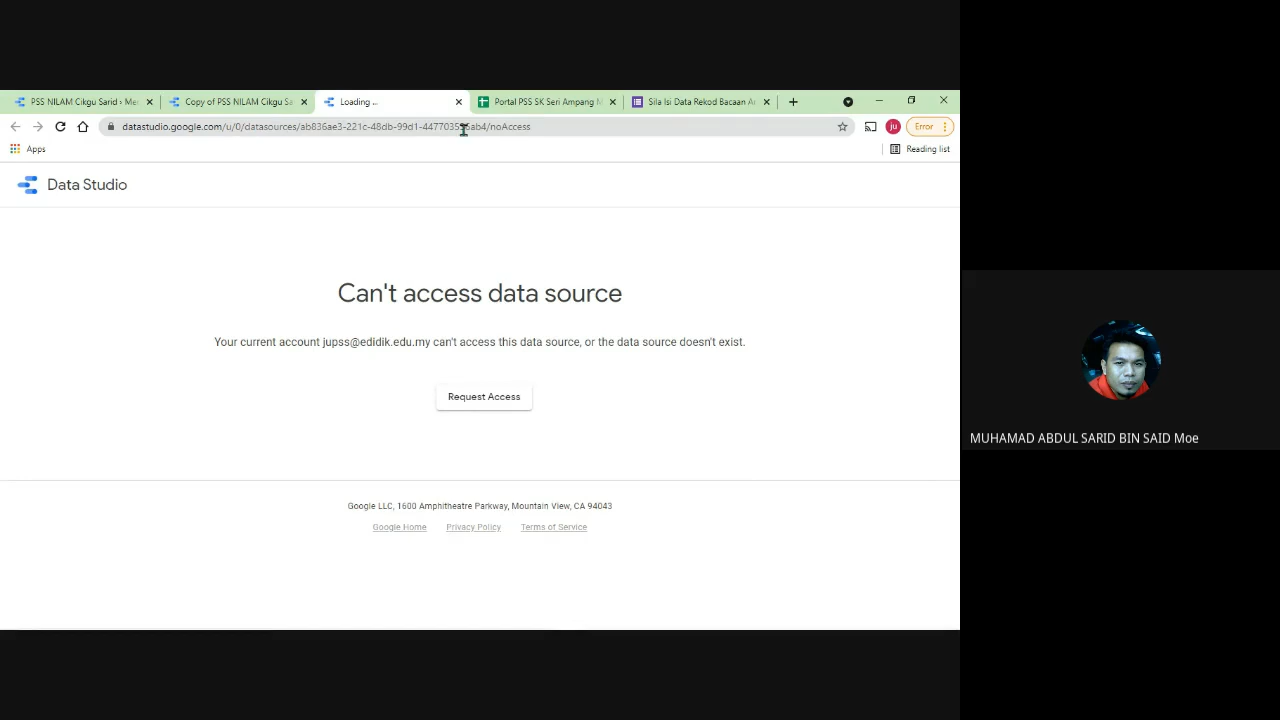 PSS NILAM Cikgu Sarid › Me
Copy of PSS NILAM Cikgu Sa
Loading ...
Portal PSS SK Seri Ampang M
Sila Isi Data Rekod Bacaan A
datastudio.google.com/u/0/datasources/ab836ae3-221c-48db-99d1-44770355 ab4/noAccess
ju
Error
Apps
Reading list
Data Studio
Can't access data source
Your current account jupss@edidik.edu.my can't access this data source, or the data source doesn't exist.
Request Access
Google LLC, 1600 Amphitheatre Parkway, Mountain View, CA 94043
Google Home Privacy Policy Terms of Service
MUHAMAD ABDUL SARID BIN SAID Moe